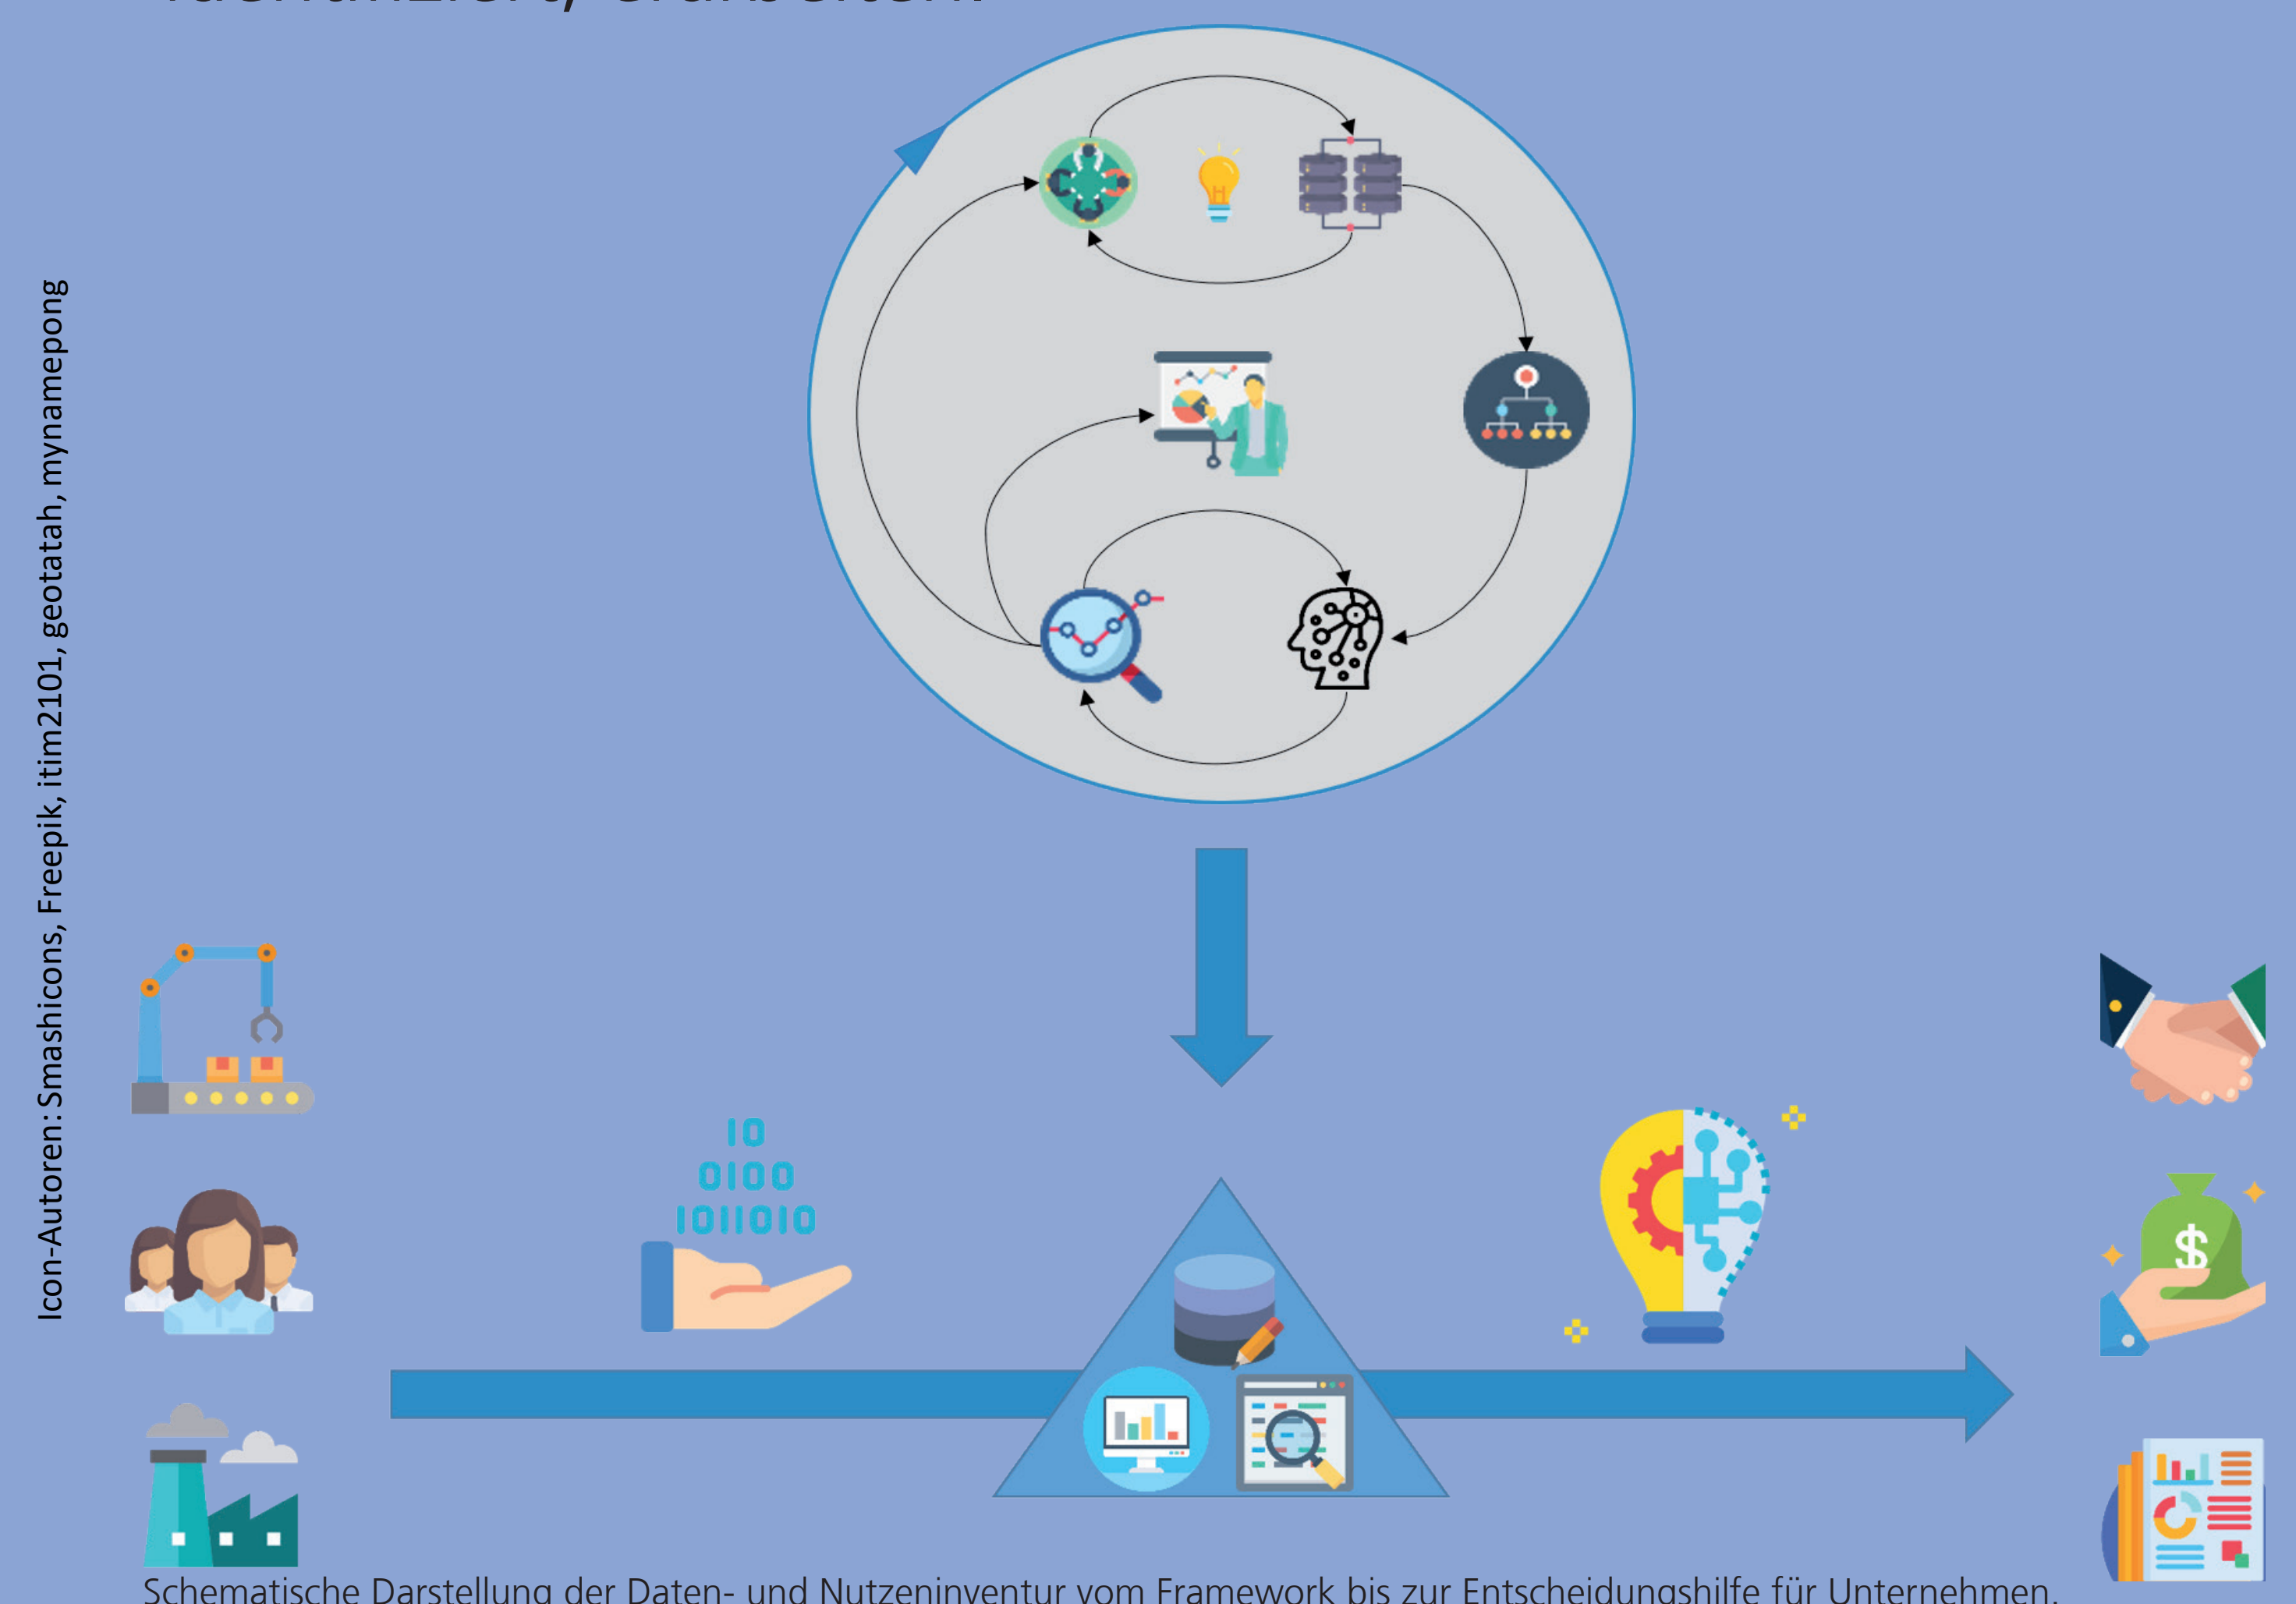 Icon-Autoren: Smashicons, Freepik, itim2101, geotatah, mynamepong
H
10
0100
1011010
$
Schematische Darstellung der Daten- und Nutzeninventur vom Framework bis zur Entscheidungshilfe für Unternehmen.